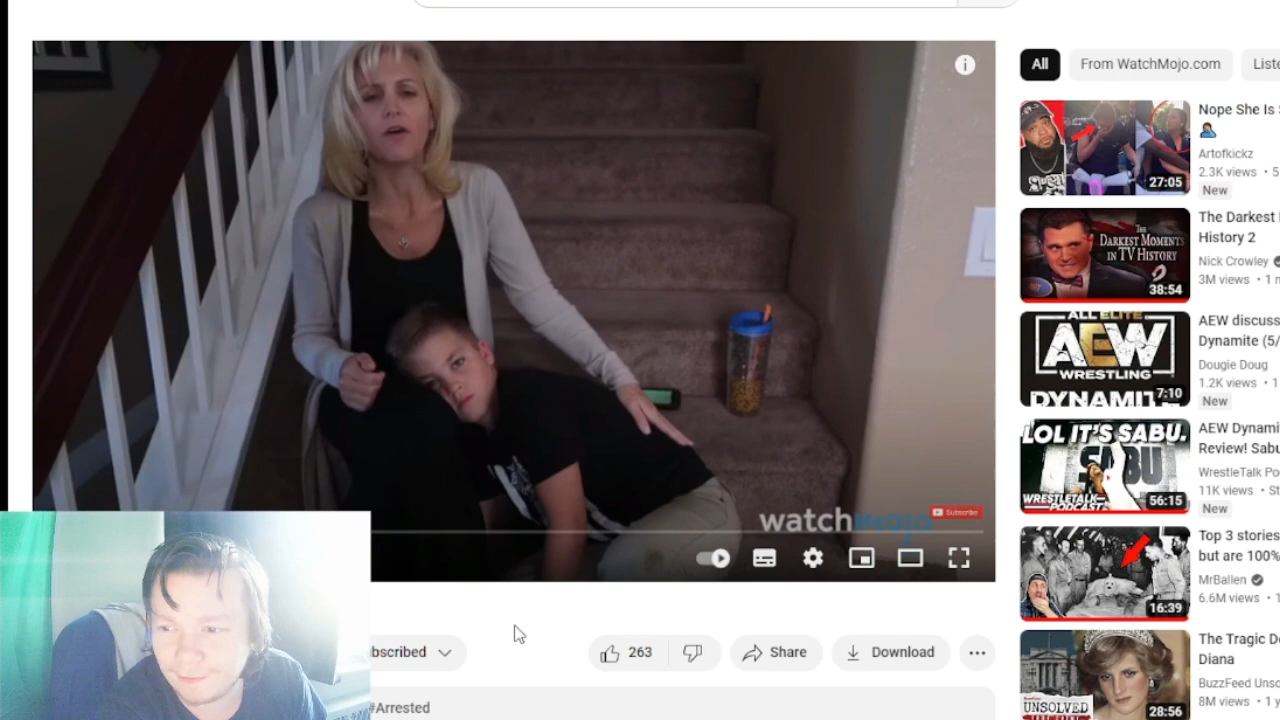 All
From WatchMojo.com
Liste
Nope She Is
Artofkickz
2.3K views • 5
New
27:05
The Darkest
History 2
Nick Crowley
3M views • 1
THE
DARKEST MOMENTS
IN TV HISTORY
2
38:54
AEW discuss
Dynamite (5/
Dougie Doug
1.2K views • 1
New
ALL ELITE
AEW
WRESTLING
DYNAMITE
7:10
AEW Dynami
Review! Sabu
WrestleTalk Po
11K views • St
New
LOL IT'S SABU.
SABU
WRESTLETALK
PODCAST
56:15
Top 3 stories
but are 100%
MrBallen
6.6M views • 1
16:39
The Tragic De
Diana
BuzzFeed Unso
8M views • 1 y
UNSOLVED
28:56
watchmojo
Subscribe
bscribed
263
Share
Download
#Arrested